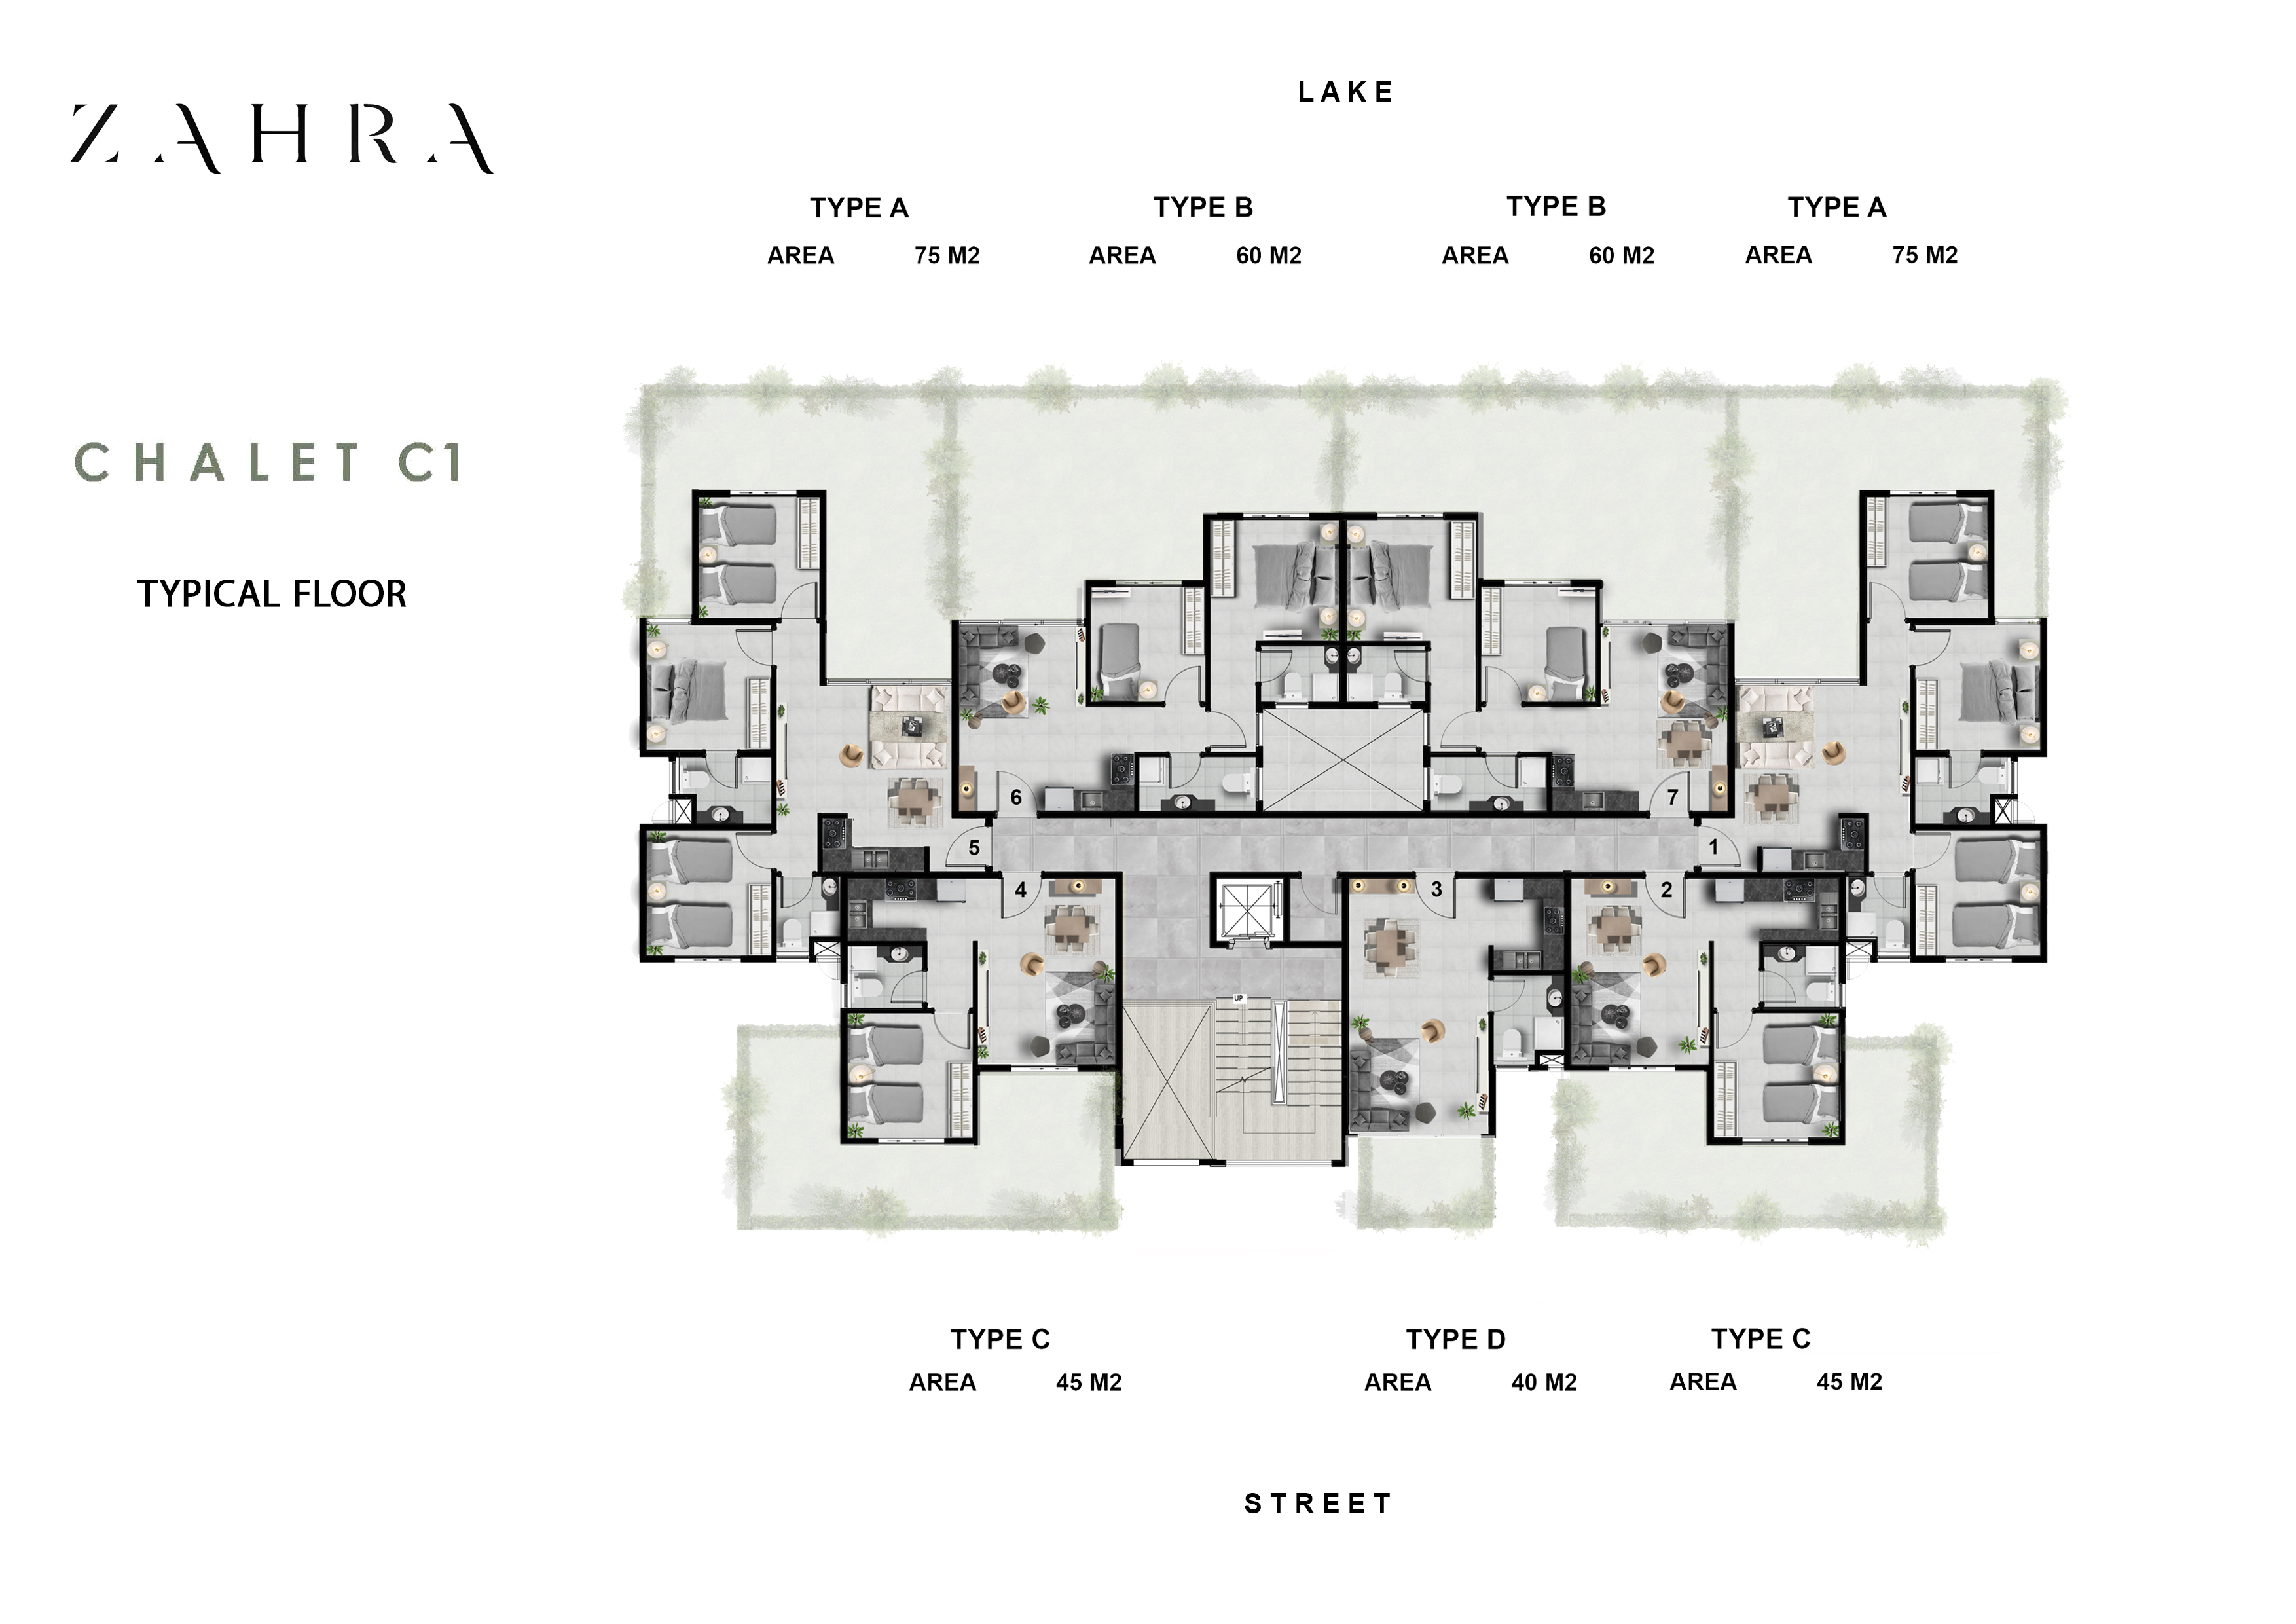 LAKE
ZAHRA
TYPE A
AREA 75 M2
TYPE B
AREA 60 M2
TYPE B
AREA 60 M2
TYPE A
AREA 75 M2
CHALET C1
TYPICAL FLOOR
6
7
5
1
4
3
2
UP
TYPE C
AREA 45 M2
TYPE D
AREA 40 M2
TYPE C
AREA 45 M2
STREET